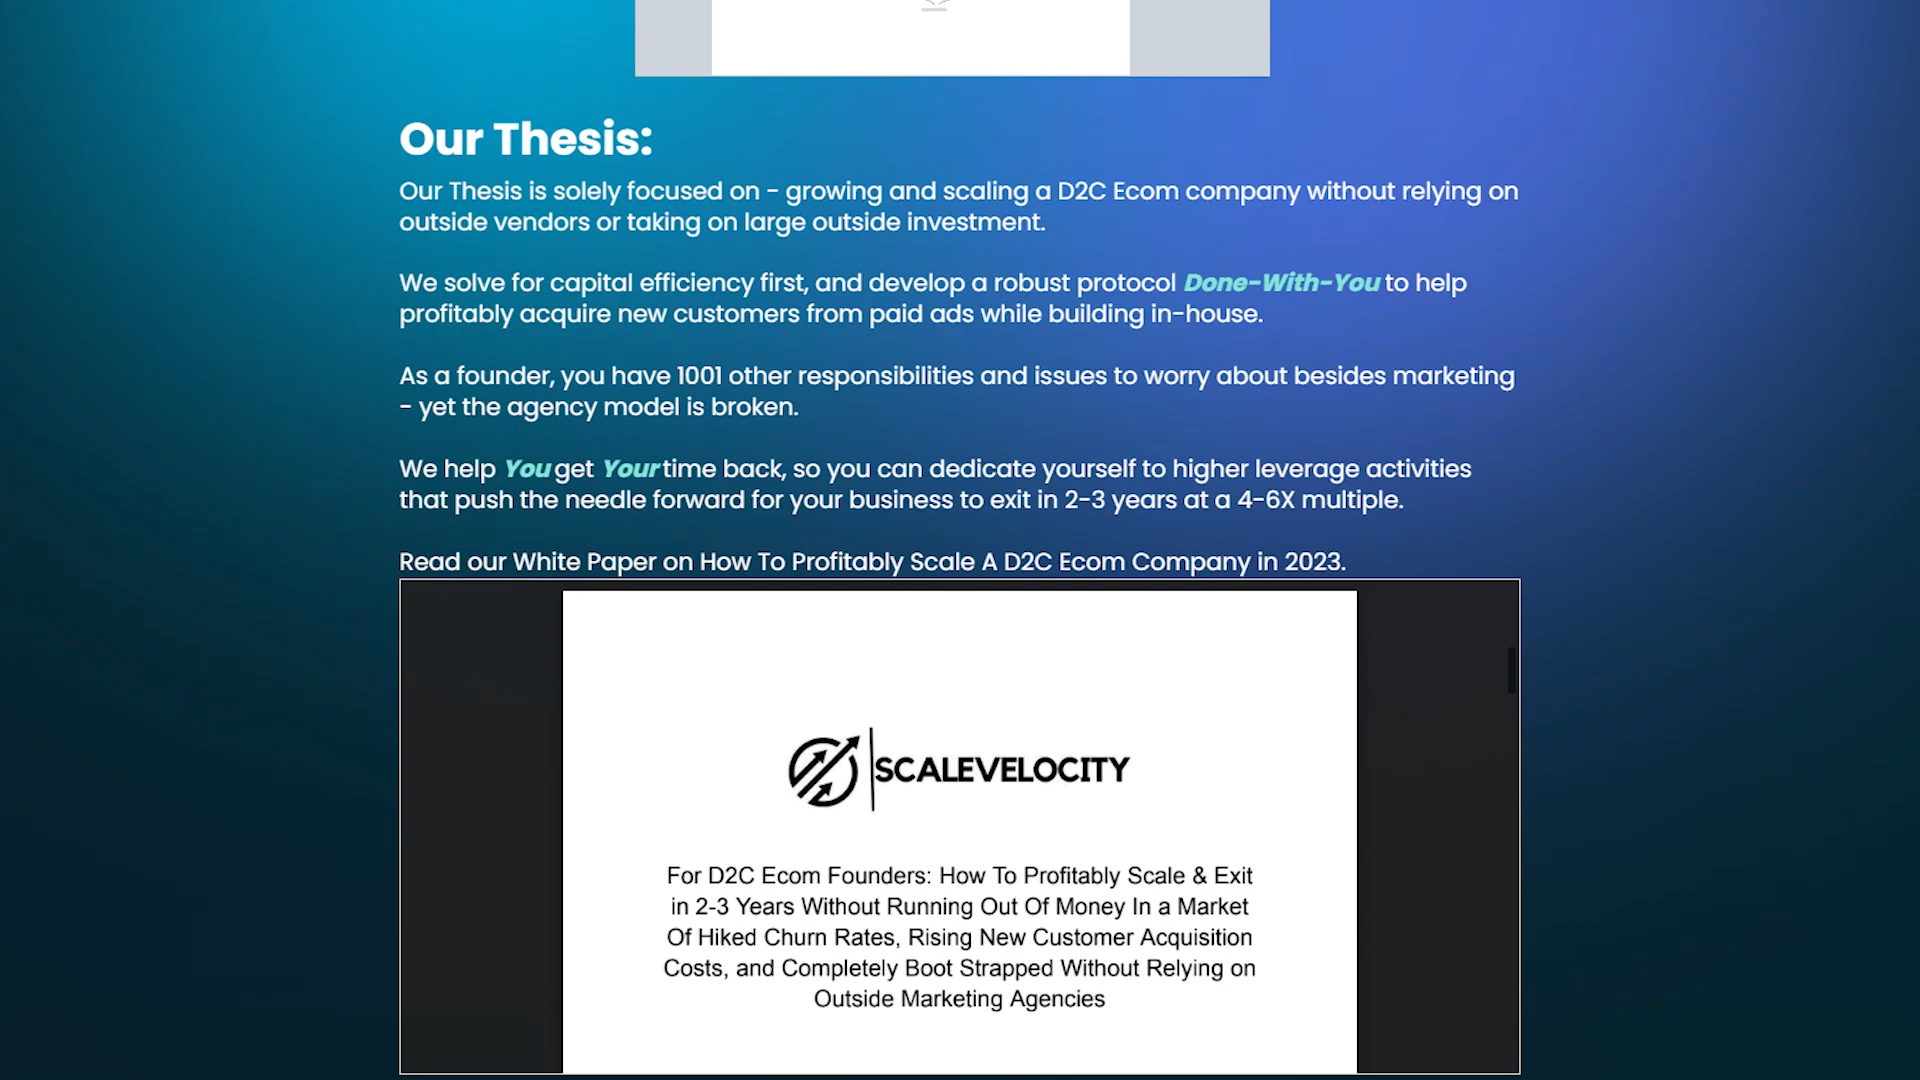 Our Thesis:
Our Thesis is solely focused on - growing and scaling a D2C Ecom company without relying on
outside vendors or taking on large outside investment.
We solve for capital efficiency first, and develop a robust protocol Done-With-You to help
profitably acquire new customers from paid ads while building in-house.
As a founder, you have 1001 other responsibilities and issues to worry about besides marketing
- yet the agency model is broken.
We help You get Your time back, so you can dedicate yourself to higher leverage activities
that push the needle forward for your business to exit in 2-3 years at a 4-6X multiple.
Read our White Paper on How To Profitably Scale A D2C Ecom Company in 2023.
SCALEVELOCITY
For D2C Ecom Founders: How To Profitably Scale & Exit
in 2-3 Years Without Running Out Of Money In a Market
Of Hiked Churn Rates, Rising New Customer Acquisition
Costs, and Completely Boot Strapped Without Relying on
Outside Marketing Agencies